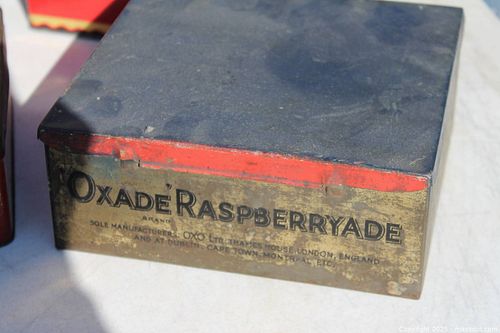 'OXADE' RASPBERRYADE
BRAND
SOLE MANUFACTURERS: OXO LTD. THAMES HOUSE, LONDON, ENGLAND
AND AT DUBLIN, CAPE TOWN, MONTREAL, ETC.